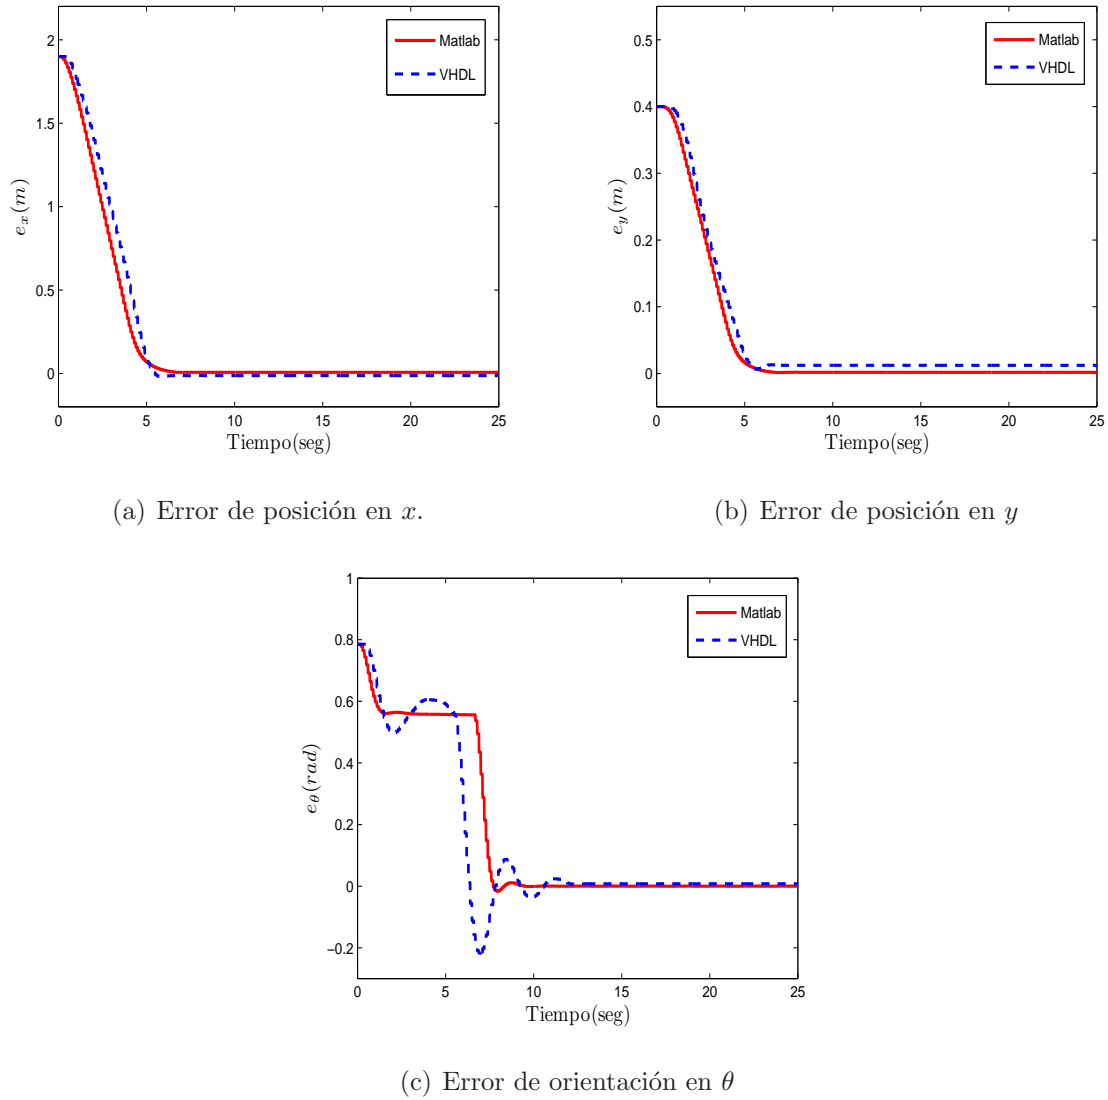 2
1.5
1
0.5
0
0 5 10 15 20 25
e_x(m)
Tiempo(seg)
Matlab
VHDL
(a) Error de posición en x.
0.5
0.4
0.3
0.2
0.1
0
0 5 10 15 20 25
e_y(m)
Tiempo(seg)
Matlab
VHDL
(b) Error de posición en y
1
0.8
0.6
0.4
0.2
0
−0.2
0 5 10 15 20 25
e_θ(rad)
Tiempo(seg)
Matlab
VHDL
(c) Error de orientación en θ